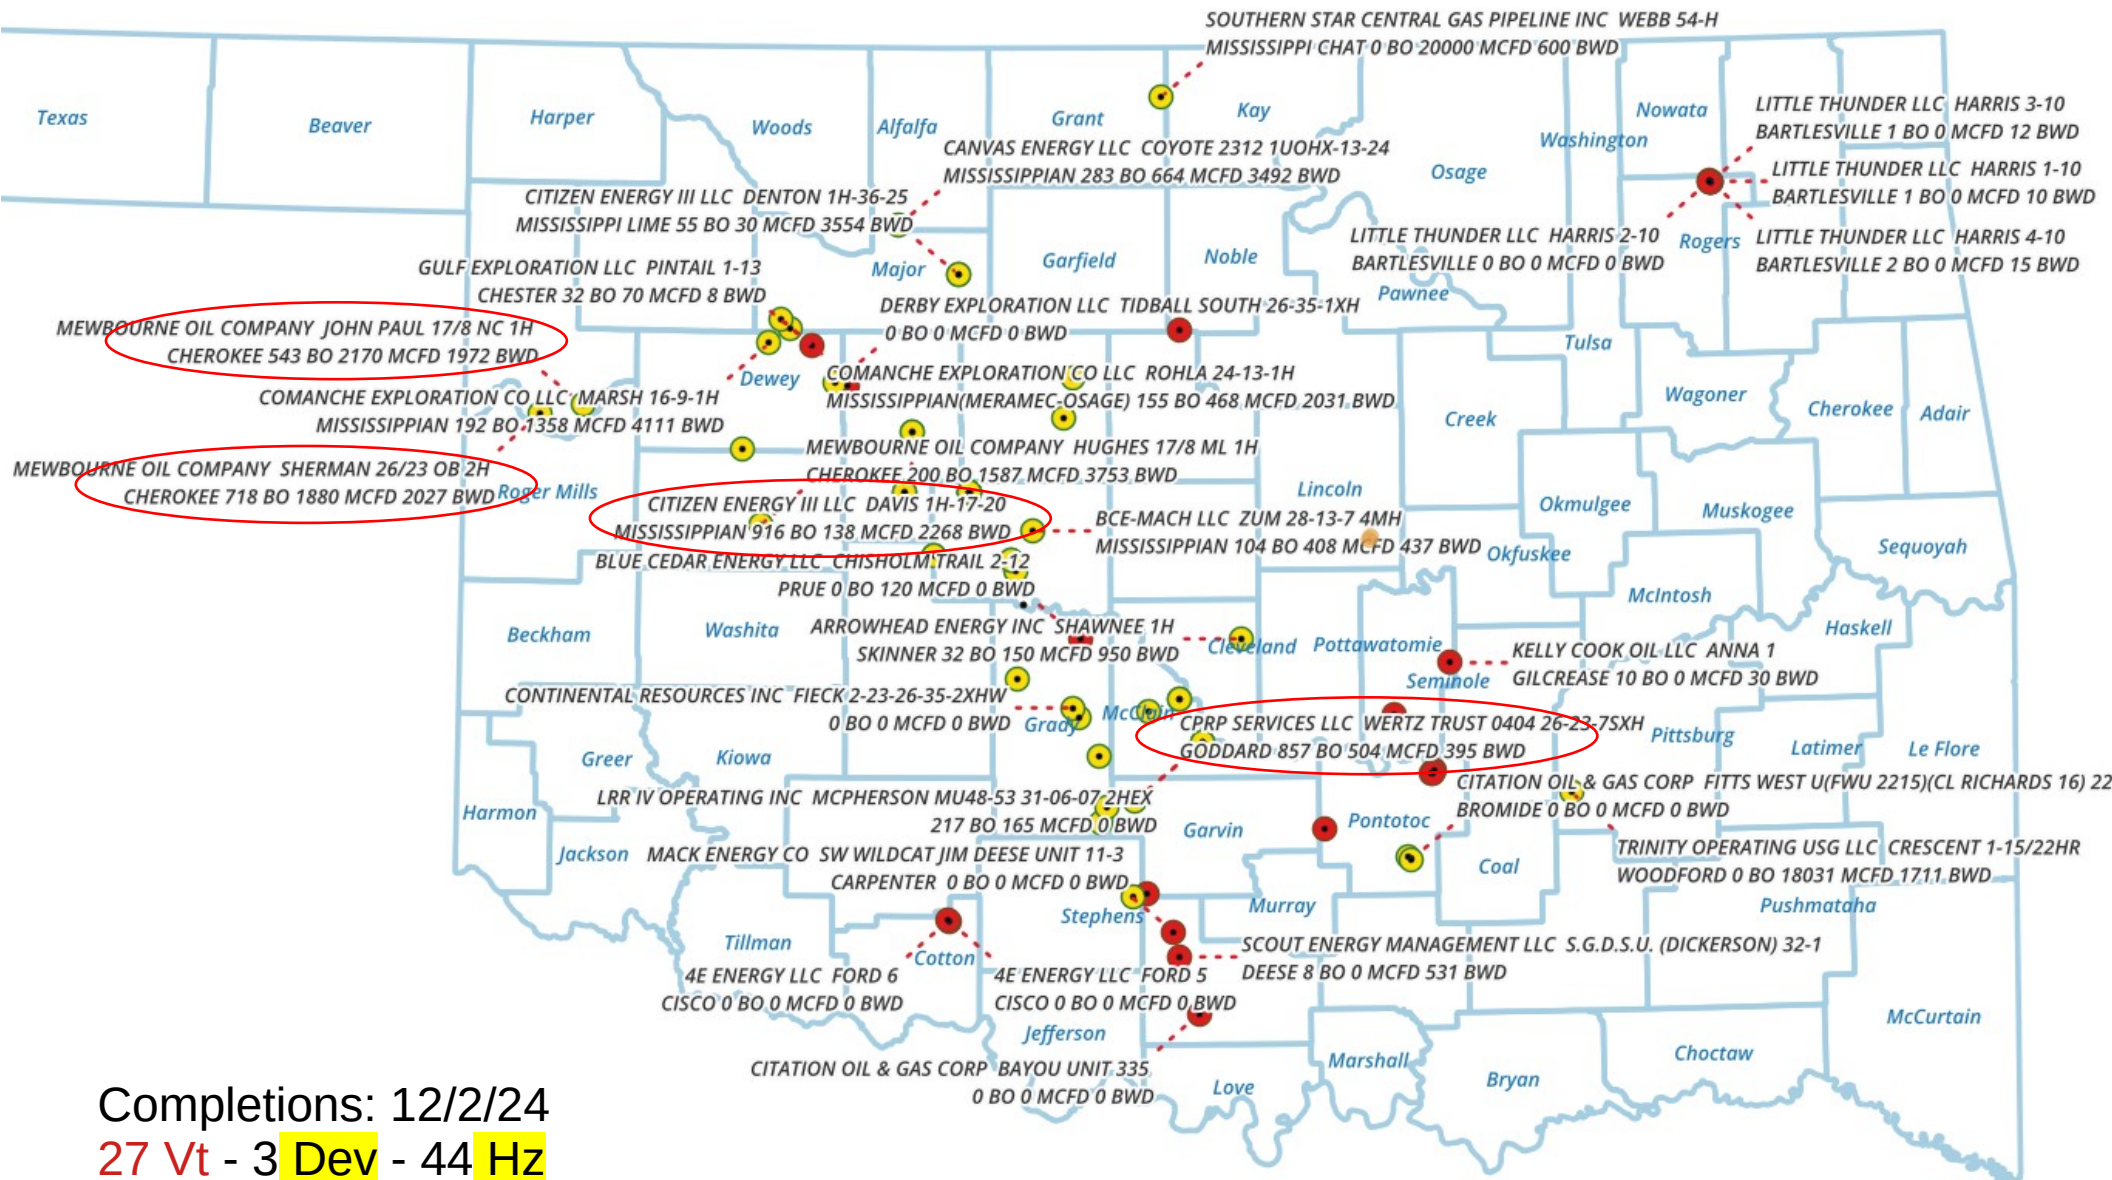 SOUTHERN STAR CENTRAL GAS PIPELINE INC WEBB 54-H
MISSISSIPPI CHAT 0 BO 20000 MCFD 600 BWD
Texas
Beaver
Harper
Woods
Alfalfa
Grant
Kay
Osage
Washington
Nowata
LITTLE THUNDER LLC HARRIS 3-10
BARTLESVILLE 1 BO 0 MCFD 12 BWD
LITTLE THUNDER LLC HARRIS 1-10
BARTLESVILLE 1 BO 0 MCFD 10 BWD
CANVAS ENERGY LLC COYOTE 2312 1UOHX-13-24
MISSISSIPPIAN 283 BO 664 MCFD 3492 BWD
CITIZEN ENERGY III LLC DENTON 1H-36-25
MISSISSIPPI LIME 55 BO 30 MCFD 3554 BWD
LITTLE THUNDER LLC HARRIS 2-10
BARTLESVILLE 0 BO 0 MCFD 0 BWD
Rogers
LITTLE THUNDER LLC HARRIS 4-10
BARTLESVILLE 2 BO 0 MCFD 15 BWD
GULF EXPLORATION LLC PINTAIL 1-13
CHESTER 32 BO 70 MCFD 8 BWD
Major
Garfield
Noble
Pawnee
DERBY EXPLORATION LLC TIDBALL SOUTH 26-35-1XH
0 BO 0 MCFD 0 BWD
MEWBOURNE OIL COMPANY JOHN PAUL 17/8 NC 1H
CHEROKEE 543 BO 2170 MCFD 1972 BWD
Tulsa
Dewey
COMANCHE EXPLORATION CO LLC ROHLA 24-13-1H
MISSISSIPPIAN(MERAMEC-OSAGE) 155 BO 468 MCFD 2031 BWD
COMANCHE EXPLORATION CO LLC MARSH 16-9-1H
MISSISSIPPIAN 192 BO 1358 MCFD 4111 BWD
Creek
Wagoner
Cherokee
Adair
MEWBOURNE OIL COMPANY HUGHES 17/8 ML 1H
CHEROKEE 200 BO 1587 MCFD 3753 BWD
MEWBOURNE OIL COMPANY SHERMAN 26/23 OB 2H
CHEROKEE 718 BO 1880 MCFD 2027 BWD
Roger Mills
CITIZEN ENERGY III LLC DAVIS 1H-17-20
MISSISSIPPIAN 916 BO 138 MCFD 2268 BWD
Lincoln
Okmulgee
Muskogee
BCE-MACH LLC ZUM 28-13-7 4MH
MISSISSIPPIAN 104 BO 408 MCFD 437 BWD
Okfuskee
Sequoyah
BLUE CEDAR ENERGY LLC CHISHOLM TRAIL 2-12
PRUE 0 BO 120 MCFD 0 BWD
McIntosh
Haskell
Beckham
Washita
ARROWHEAD ENERGY INC SHAWNEE 1H
SKINNER 32 BO 150 MCFD 950 BWD
Cleveland
Pottawatomie
KELLY COOK OIL LLC ANNA 1
GILCREASE 10 BO 0 MCFD 30 BWD
Seminole
CONTINENTAL RESOURCES INC FIECK 2-23-26-35-2XHW
0 BO 0 MCFD 0 BWD
Grady
McClain
CPRP SERVICES LLC WERTZ TRUST 0404 26-23-7SXH
GODDARD 857 BO 504 MCFD 395 BWD
Pittsburg
Latimer
Le Flore
Greer
Kiowa
Harmon
LRR IV OPERATING INC MCPHERSON MU48-53 31-06-07 2HEX
217 BO 165 MCFD 0 BWD
CITATION OIL & GAS CORP FITTS WEST U(FWU 2215)(CL RICHARDS 16) 22
BROMIDE 0 BO 0 MCFD 0 BWD
Garvin
Pontotoc
Jackson
MACK ENERGY CO SW WILDCAT JIM DEESE UNIT 11-3
CARPENTER 0 BO 0 MCFD 0 BWD
Coal
TRINITY OPERATING USG LLC CRESCENT 1-15/22HR
WOODFORD 0 BO 18031 MCFD 1711 BWD
Stephens
Murray
Pushmataha
Tillman
Cotton
SCOUT ENERGY MANAGEMENT LLC S.G.D.S.U. (DICKERSON) 32-1
DEESE 8 BO 0 MCFD 531 BWD
4E ENERGY LLC FORD 6
CISCO 0 BO 0 MCFD 0 BWD
4E ENERGY LLC FORD 5
CISCO 0 BO 0 MCFD 0 BWD
Jefferson
McCurtain
CITATION OIL & GAS CORP BAYOU UNIT 335
0 BO 0 MCFD 0 BWD
Love
Marshall
Bryan
Choctaw
Completions: 12/2/24
27 Vt - 3 Dev - 44 Hz